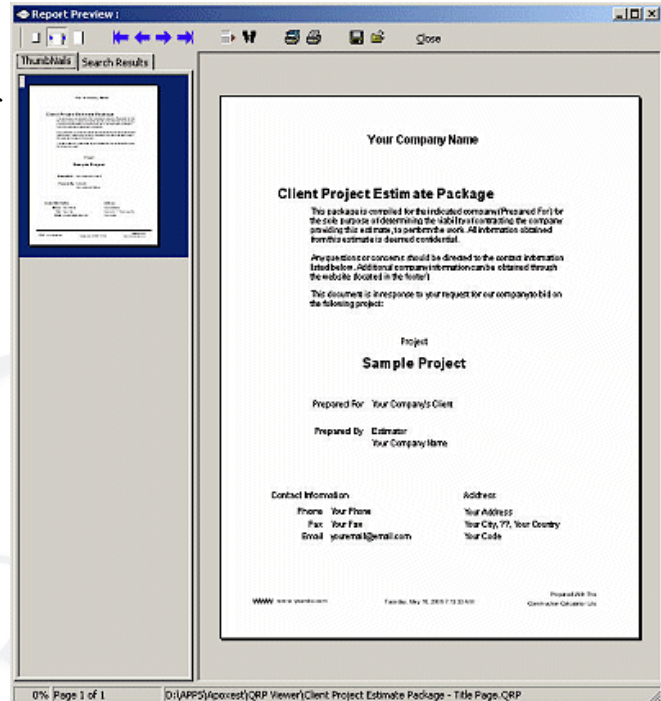 Report Preview :
Close
ThumbNails Search Results
Your Company Name
Client Project Estimate Package
This package is compiled for the indicated company (Prepared For) for
the sole purpose of determining the viability of contracting the company
providing this estimate, to perform the work. All information obtained
from this estimate is deemed confidential.
Any questions or concerns should be directed to the contact information
listed below. Additional company information can be obtained through
the website (located in the footer)
This document is in response to your request for our company to bid on
the following project:
Project
Sample Project
Prepared For Your Company's Client
Prepared By Estimator
Your Company Name
Contact Information Address
Phone Your Phone Your Address
Fax Your Fax Your City, ??, Your Country
Email youremail@email.com Your Code
WWW
Prepared With The
Construction Calculator
0% Page 1 of 1 D:\APPS\Apoxest\QRP Viewer\Client Project Estimate Package - Title Page.QRP